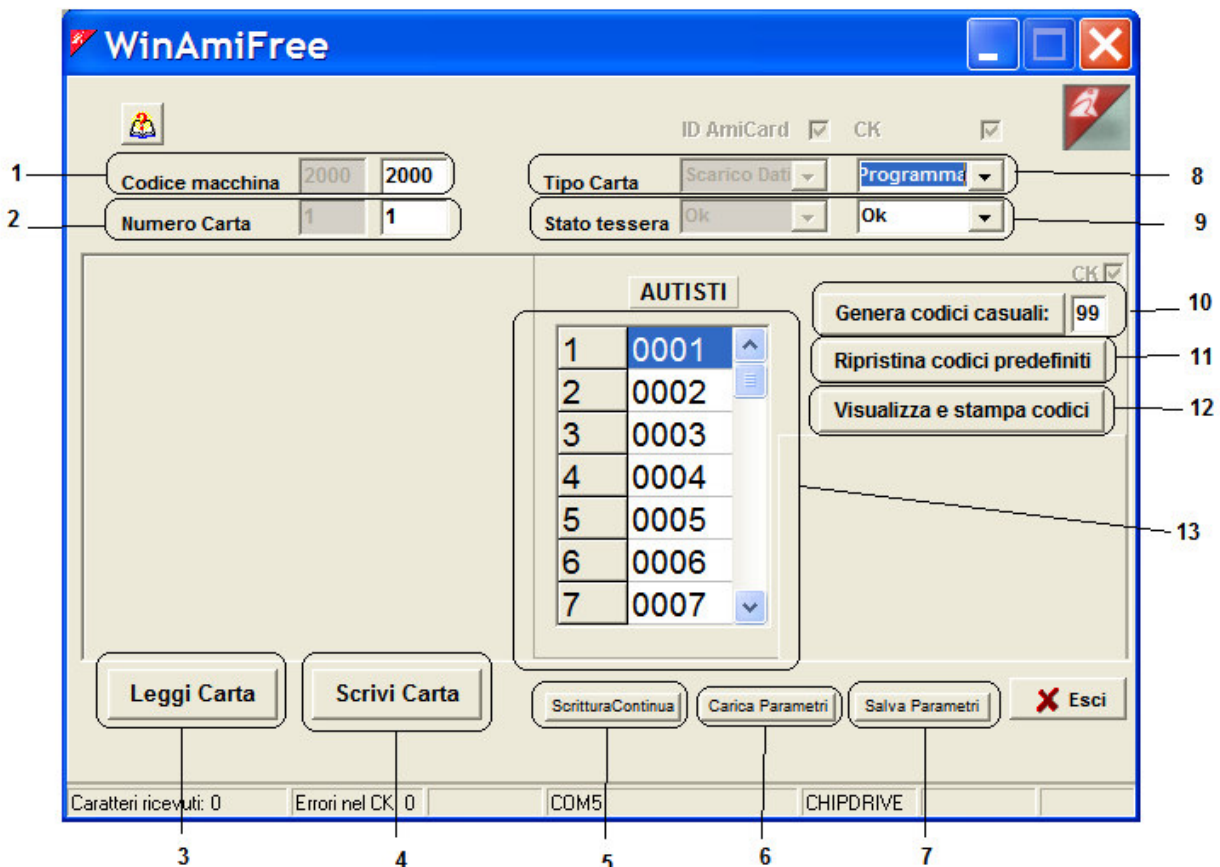 WinAmiFree
ID AmiCard CK
1 Codice macchina 2000 2000 Tipo Carta Scarico Dati Programma 8
2 Numero Carta 1 1 Stato tessera Ok Ok 9
CK
AUTISTI
Genera codici casuali: 99 10
1 0001
Ripristina codici predefiniti 11
2 0002
Visualizza e stampa codici 12
3 0003
4 0004
5 0005 13
6 0006
7 0007
Leggi Carta Scrivi Carta ScritturaContinua Carica Parametri Salva Parametri Esci
Caratteri ricevuti: 0 Errori nel CK 0 COM5 CHIPDRIVE
3 4 5 6 7